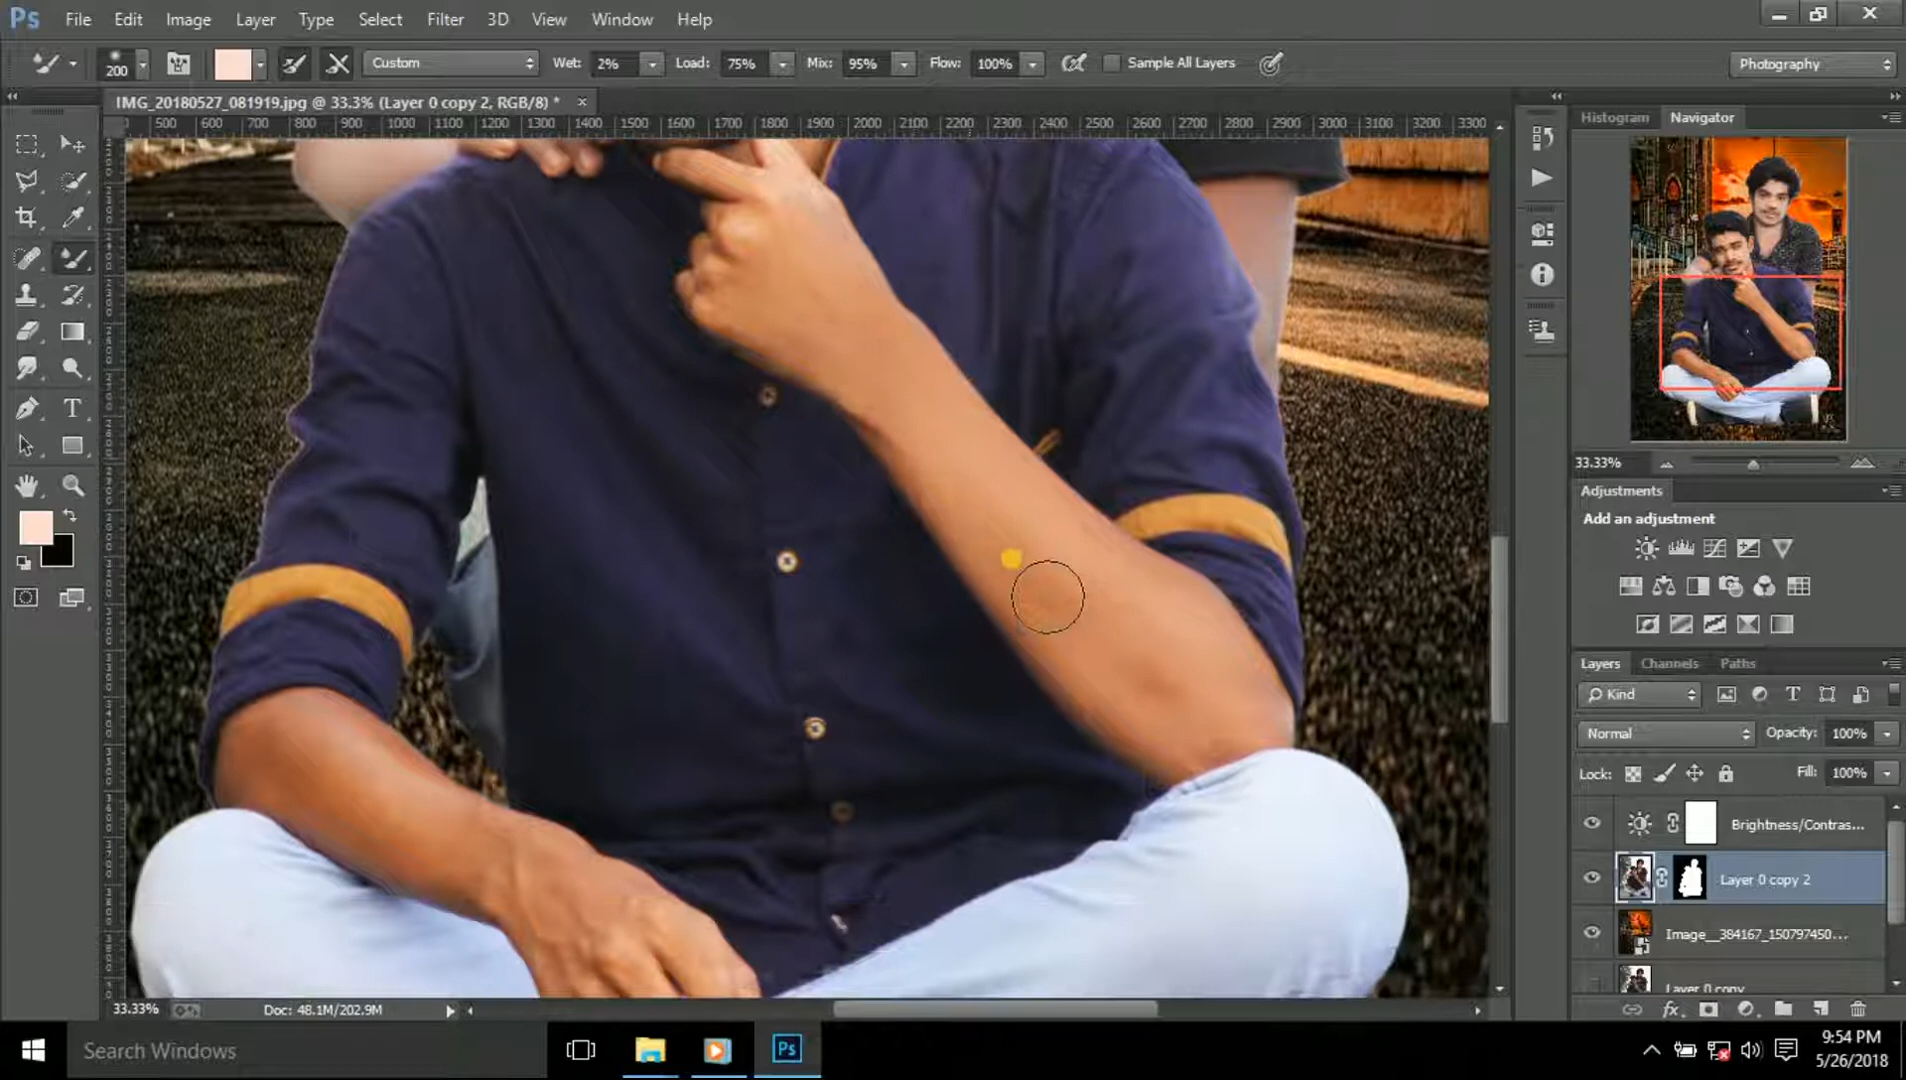 Ps File Edit Image Layer Type Select Filter 3D View Window Help
200 Custom Wet: 2% Load: 75% Mix: 95% Flow: 100% Sample All Layers Photography
IMG_20180527_081919.jpg @ 33.3% (Layer 0 copy 2, RGB/8) *
500 600 700 800 900 1000 1100 1200 1300 1400 1500 1600 1700 1800 1900 2000 2100 2200 2300 2400 2500 2600 2700 2800 2900 3000 3100 3200 3300
Histogram Navigator
33.33%
Adjustments
Add an adjustment
Layers Channels Paths
Kind
Normal Opacity: 100%
Lock: Fill: 100%
Brightness/Contras...
Layer 0 copy 2
Image__384167_150797450...
Layer 0 copy
33.33% Doc: 48.1M/202.9M
Search Windows
Ps
9:54 PM
5/26/2018